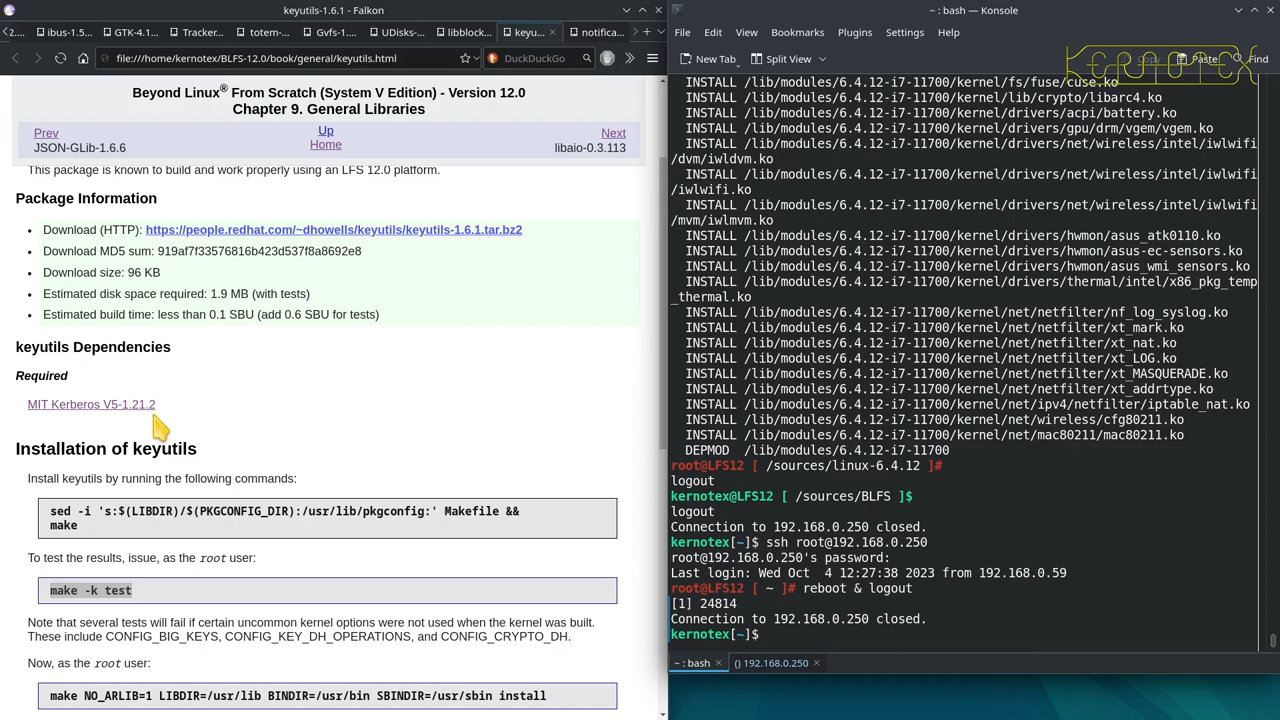 keyutils-1.6.1 - Falkon
2....
ibus-1.5...
GTK-4.1...
Tracker...
totem-...
Gvfs-1....
UDisks-...
libblock...
keyu...
notifica...
file:///home/kernotex/BLFS-12.0/book/general/keyutils.html
DuckDuckGo
Beyond Linux® From Scratch (System V Edition) - Version 12.0
Chapter 9. General Libraries
Prev
Up
Next
JSON-GLib-1.6.6
Home
libaio-0.3.113
This package is known to build and work properly using an LFS 12.0 platform.
Package Information
• Download (HTTP): https://people.redhat.com/~dhowells/keyutils/keyutils-1.6.1.tar.bz2
• Download MD5 sum: 919af7f33576816b423d537f8a8692e8
• Download size: 96 KB
• Estimated disk space required: 1.9 MB (with tests)
• Estimated build time: less than 0.1 SBU (add 0.6 SBU for tests)
keyutils Dependencies
Required
MIT Kerberos V5-1.21.2
Installation of keyutils
Install keyutils by running the following commands:
sed -i 's:$(LIBDIR)/$(PKGCONFIG_DIR):/usr/lib/pkgconfig:' Makefile &&
make
To test the results, issue, as the root user:
make -k test
Note that several tests will fail if certain uncommon kernel options were not used when the kernel was built.
These include CONFIG_BIG_KEYS, CONFIG_KEY_DH_OPERATIONS, and CONFIG_CRYPTO_DH.
Now, as the root user:
make NO_ARLIB=1 LIBDIR=/usr/lib BINDIR=/usr/bin SBINDIR=/usr/sbin install
~ : bash — Konsole
File Edit View Bookmarks Plugins Settings Help
New Tab Split View Copy Paste Find
KERNOTEX
INSTALL /lib/modules/6.4.12-i7-11700/kernel/fs/fuse/cuse.ko
INSTALL /lib/modules/6.4.12-i7-11700/kernel/lib/crypto/libarc4.ko
INSTALL /lib/modules/6.4.12-i7-11700/kernel/drivers/acpi/battery.ko
INSTALL /lib/modules/6.4.12-i7-11700/kernel/drivers/gpu/drm/vgem/vgem.ko
INSTALL /lib/modules/6.4.12-i7-11700/kernel/drivers/net/wireless/intel/iwlwifi
/dvm/iwldvm.ko
INSTALL /lib/modules/6.4.12-i7-11700/kernel/drivers/net/wireless/intel/iwlwifi
/iwlwifi.ko
INSTALL /lib/modules/6.4.12-i7-11700/kernel/drivers/net/wireless/intel/iwlwifi
/mvm/iwlmvm.ko
INSTALL /lib/modules/6.4.12-i7-11700/kernel/drivers/hwmon/asus_atk0110.ko
INSTALL /lib/modules/6.4.12-i7-11700/kernel/drivers/hwmon/asus-ec-sensors.ko
INSTALL /lib/modules/6.4.12-i7-11700/kernel/drivers/hwmon/asus_wmi_sensors.ko
INSTALL /lib/modules/6.4.12-i7-11700/kernel/drivers/thermal/intel/x86_pkg_temp
_thermal.ko
INSTALL /lib/modules/6.4.12-i7-11700/kernel/net/netfilter/nf_log_syslog.ko
INSTALL /lib/modules/6.4.12-i7-11700/kernel/net/netfilter/xt_mark.ko
INSTALL /lib/modules/6.4.12-i7-11700/kernel/net/netfilter/xt_nat.ko
INSTALL /lib/modules/6.4.12-i7-11700/kernel/net/netfilter/xt_LOG.ko
INSTALL /lib/modules/6.4.12-i7-11700/kernel/net/netfilter/xt_MASQUERADE.ko
INSTALL /lib/modules/6.4.12-i7-11700/kernel/net/netfilter/xt_addrtype.ko
INSTALL /lib/modules/6.4.12-i7-11700/kernel/net/ipv4/netfilter/iptable_nat.ko
INSTALL /lib/modules/6.4.12-i7-11700/kernel/net/wireless/cfg80211.ko
INSTALL /lib/modules/6.4.12-i7-11700/kernel/net/mac80211/mac80211.ko
DEPMOD /lib/modules/6.4.12-i7-11700
root@LFS12 [ /sources/linux-6.4.12 ]#
logout
kernotex@LFS12 [ /sources/BLFS ]$
logout
Connection to 192.168.0.250 closed.
kernotex[~]$ ssh root@192.168.0.250
root@192.168.0.250's password:
Last login: Wed Oct  4 12:27:38 2023 from 192.168.0.59
root@LFS12 [ ~ ]# reboot & logout
[1] 24814
Connection to 192.168.0.250 closed.
kernotex[~]$
~ : bash
() 192.168.0.250